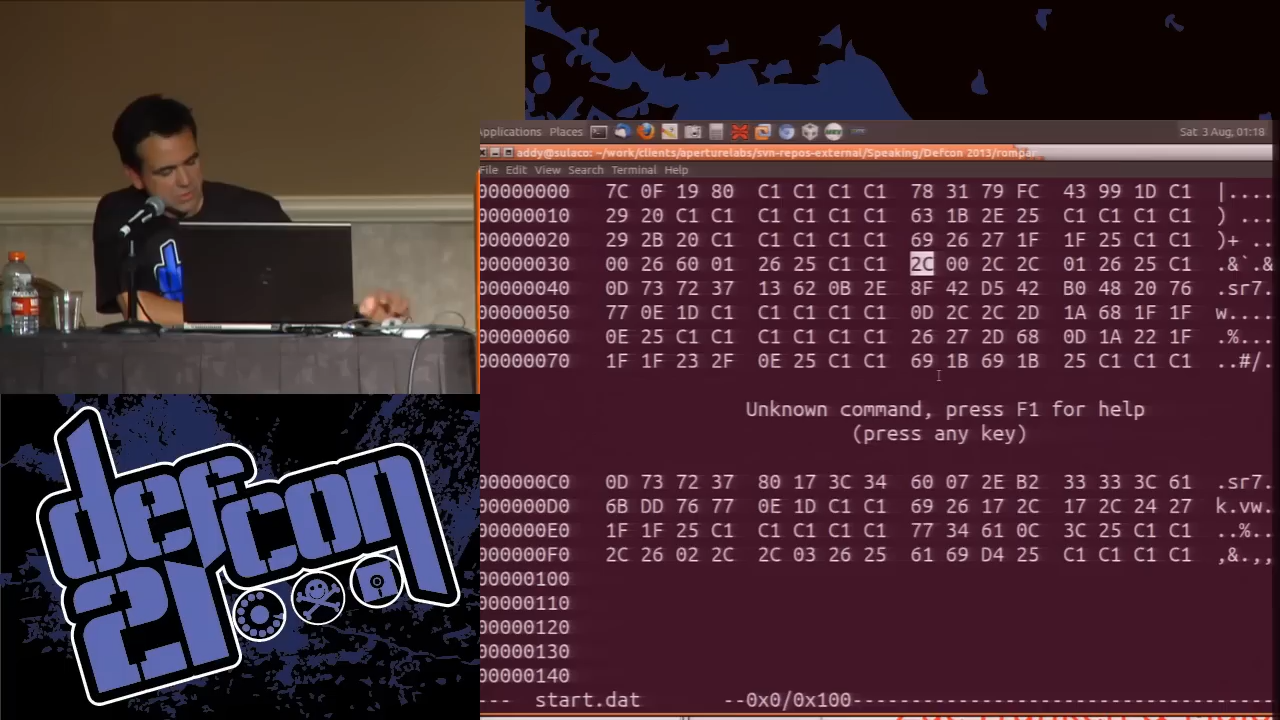 Applications Places Sat 3 Aug, 01:18
addy@sulaco: ~/work/clients/aperturelabs/svn-repos-external/Speaking/Defcon 2013/rompar
File Edit View Search Terminal Help
00000000 7C 0F 19 80 C1 C1 C1 C1 78 31 79 FC 43 99 1D C1 |....
00000010 29 20 C1 C1 C1 C1 C1 C1 63 1B 2E 25 C1 C1 C1 C1 ) ...
00000020 29 2B 20 C1 C1 C1 C1 C1 69 26 27 1F 1F 25 C1 C1 )+ ..
00000030 00 26 60 01 26 25 C1 C1 2C 00 2C 2C 01 26 25 C1 .&`.&
00000040 0D 73 72 37 13 62 0B 2E 8F 42 D5 42 B0 48 20 76 .sr7.
00000050 77 0E 1D C1 C1 C1 C1 C1 0D 2C 2C 2D 1A 68 1F 1F w....
00000060 0E 25 C1 C1 C1 C1 C1 C1 26 27 2D 68 0D 1A 22 1F .%...
00000070 1F 1F 23 2F 0E 25 C1 C1 69 1B 69 1B 25 C1 C1 C1 ..#/.
Unknown command, press F1 for help
(press any key)
000000C0 0D 73 72 37 80 17 3C 34 60 07 2E B2 33 33 3C 61 .sr7.
000000D0 6B DD 76 77 0E 1D C1 C1 69 26 17 2C 17 2C 24 27 k.vw.
000000E0 1F 1F 25 C1 C1 C1 C1 C1 77 34 61 0C 3C 25 C1 C1 ..%..
000000F0 2C 26 02 2C 2C 03 26 25 61 69 D4 25 C1 C1 C1 C1 ,&.,,
00000100
00000110
00000120
00000130
00000140
--- start.dat --0x0/0x100--------------------
defcon
21